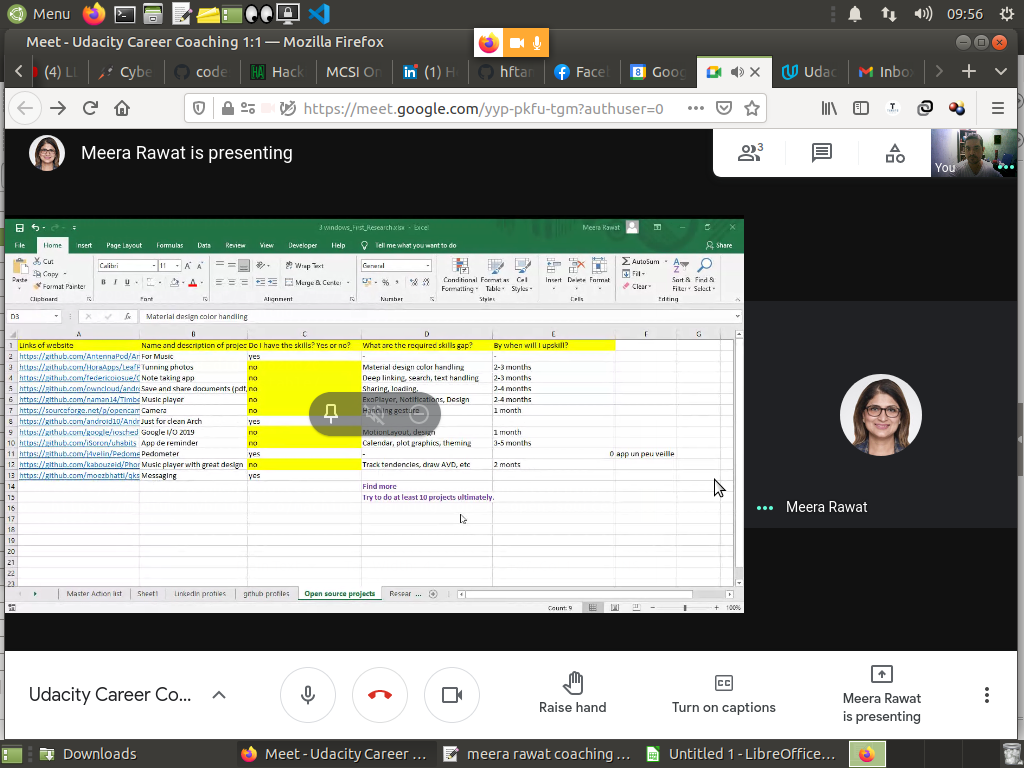 Menu
09:56
Meet - Udacity Career Coaching 1:1 — Mozilla Firefox
(4) LI
Cybe
code
Hack
MCSI On
(1) H
hftar
Facel
Goog
Udac
Inbo
https://meet.google.com/yyp-pkfu-tgm?authuser=0
Meera Rawat is presenting
3
You
3 windows_First_Research.xlsx - Excel
Meera Rawat
File Home Insert Page Layout Formulas Data Review View Developer Help Tell me what you want to do Share
Paste
Cut
Copy
Format Painter
Clipboard
Calibri 11
Font
Wrap Text
Merge & Center
Alignment
General
Number
Conditional Formatting
Format as Table
Cell Styles
Styles
Insert Delete Format
Cells
AutoSum
Fill
Clear
Sort & Filter
Find & Select
Editing
D3 Material design color handling
A B C D E F G
1 Links of website Name and description of projec Do I have the skills? Yes or no? What are the required skills gap? By when will I upskill?
2 https://github.com/AntennaPod/An For Music yes - -
3 https://github.com/HoraApps/LeafP Tunning photos no Material design color handling 2-3 months
4 https://github.com/federicoiosue/O Note taking app no Deep linking, search, text handling 2-3 months
5 https://github.com/owncloud/andro Save and share documents (pdf, no Sharing, loading, 2-4 months
6 https://github.com/naman14/Timbe Music player no ExoPlayer, Notifications, Design 2-4 months
7 https://sourceforge.net/p/opencam Camera no Handling gesture 1 month
8 https://github.com/android10/Andr Just for clean Arch yes
9 https://github.com/google/iosched Google I/O 2019 no MotionLayout, design 1 month
10 https://github.com/iSoron/uhabits App de reminder no Calendar, plot graphics, theming 3-5 months
11 https://github.com/j4velin/Pedome Pedometer yes - 0 app un peu veille
12 https://github.com/kabouzeid/Phor Music player with great design no Track tendencies, draw AVD, etc 2 monts
13 https://github.com/moezbhatti/qks Messaging yes
14 Find more
15 Try to do at least 10 projects ultimately.
16
17
18
19
20
21
22
23
Master Action list Sheet1 Linkedin profiles github profiles Open source projects Resear ...
Count: 9 100%
Meera Rawat
Udacity Career Co...
Raise hand
Turn on captions
Meera Rawat
is presenting
Downloads
Meet - Udacity Career ...
meera rawat coaching ...
Untitled 1 - LibreOffice...